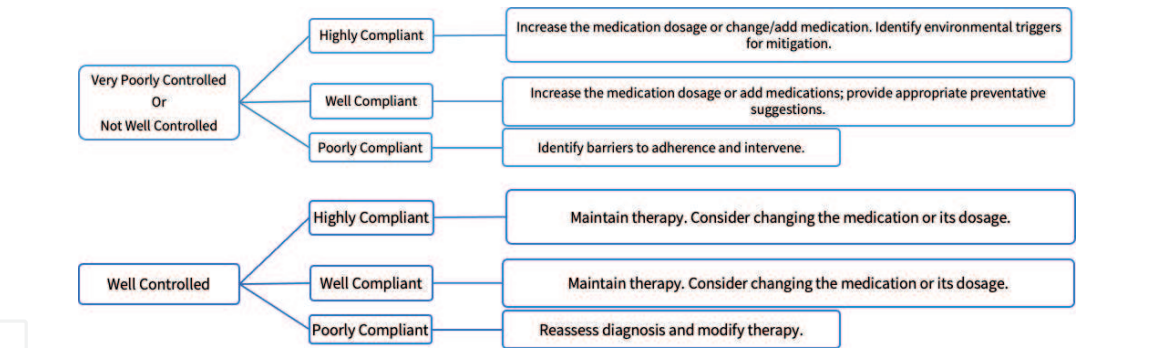 Very Poorly Controlled
Or
Not Well Controlled
Highly Compliant
Increase the medication dosage or change/add medication. Identify environmental triggers
for mitigation.
Well Compliant
Increase the medication dosage or add medications; provide appropriate preventative
suggestions.
Poorly Compliant
Identify barriers to adherence and intervene.
Well Controlled
Highly Compliant
Maintain therapy. Consider changing the medication or its dosage.
Well Compliant
Maintain therapy. Consider changing the medication or its dosage.
Poorly Compliant
Reassess diagnosis and modify therapy.